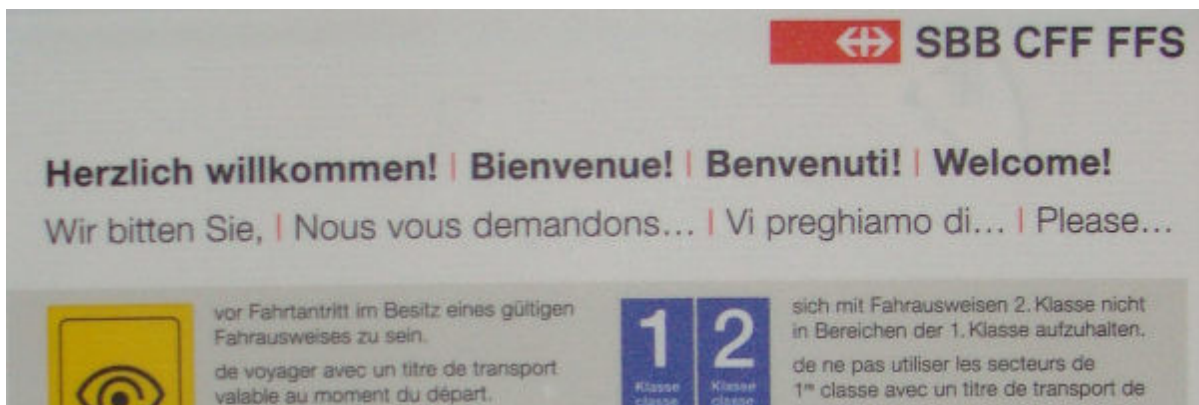 SBB CFF FFS
Herzlich willkommen! | Bienvenue! | Benvenuti! | Welcome!
Wir bitten Sie, | Nous vous demandons... | Vi preghiamo di... | Please...
vor Fahrtantritt im Besitz eines gültigen
Fahrausweises zu sein.
de voyager avec un titre de transport
valable au moment du départ.
1 2
Klasse Klasse
classe classe
sich mit Fahrausweisen 2. Klasse nicht
in Bereichen der 1. Klasse aufzuhalten.
de ne pas utiliser les secteurs de
1re classe avec un titre de transport de